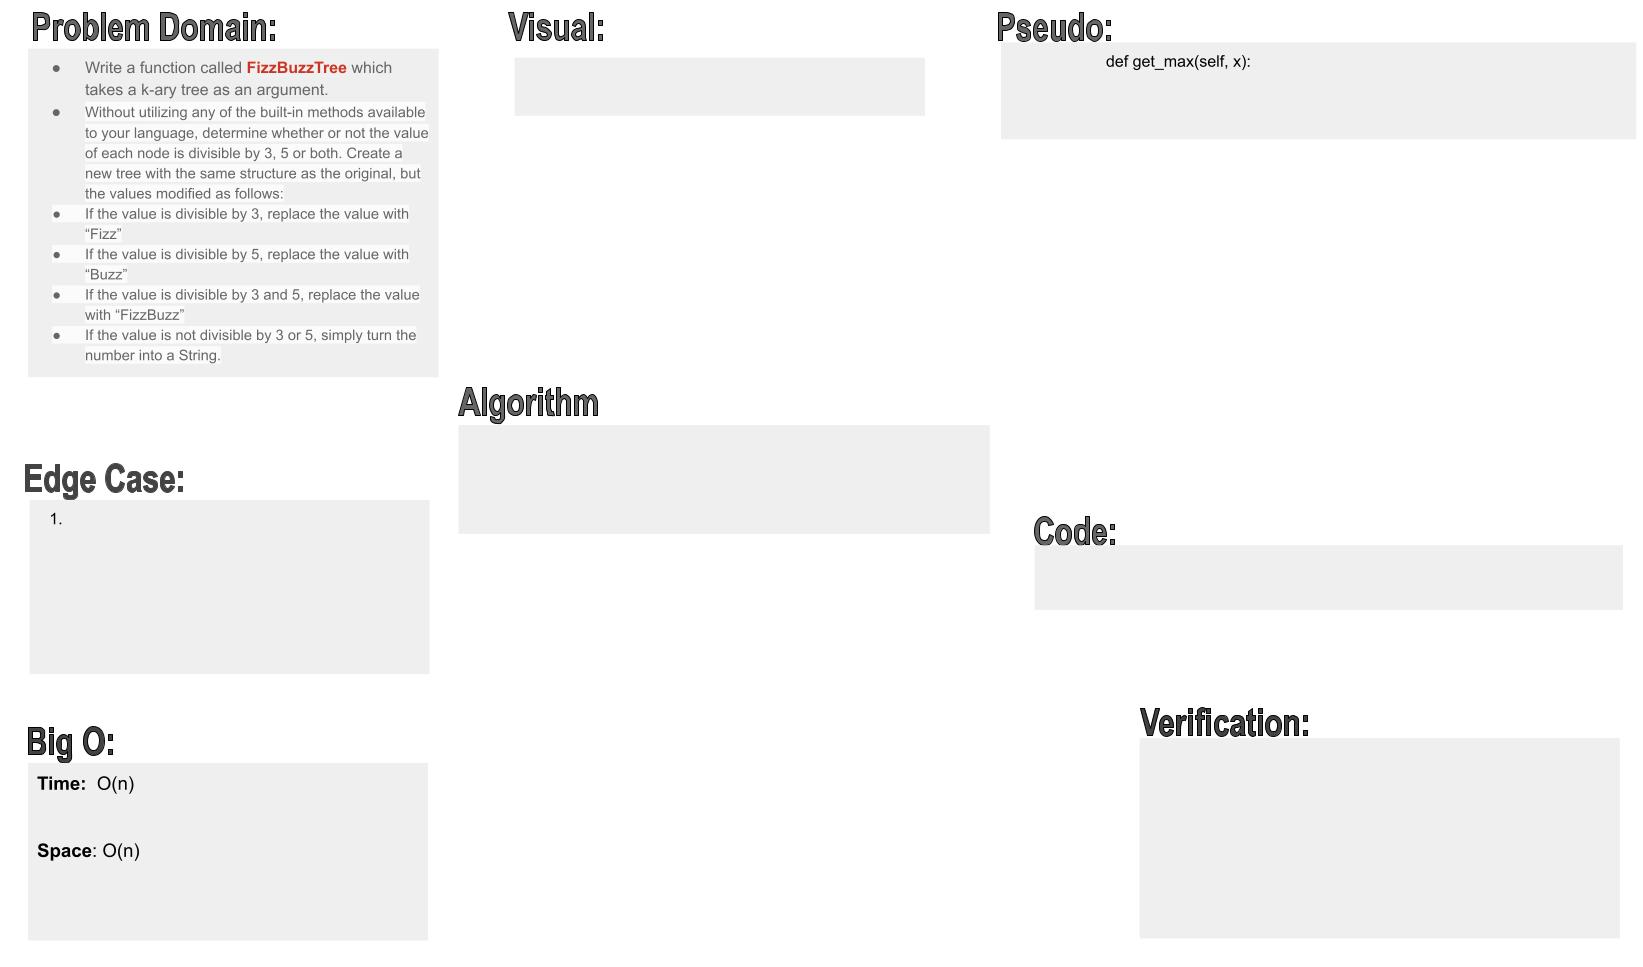 Problem Domain:
● Write a function called FizzBuzzTree which
takes a k-ary tree as an argument.
● Without utilizing any of the built-in methods available
to your language, determine whether or not the value
of each node is divisible by 3, 5 or both. Create a
new tree with the same structure as the original, but
the values modified as follows:
● If the value is divisible by 3, replace the value with
“Fizz”
● If the value is divisible by 5, replace the value with
“Buzz”
● If the value is divisible by 3 and 5, replace the value
with “FizzBuzz”
● If the value is not divisible by 3 or 5, simply turn the
number into a String.
Edge Case:
1.
Big O:
Time: O(n)
Space: O(n)
Visual:
Algorithm
Pseudo:
def get_max(self, x):
Code:
Verification: